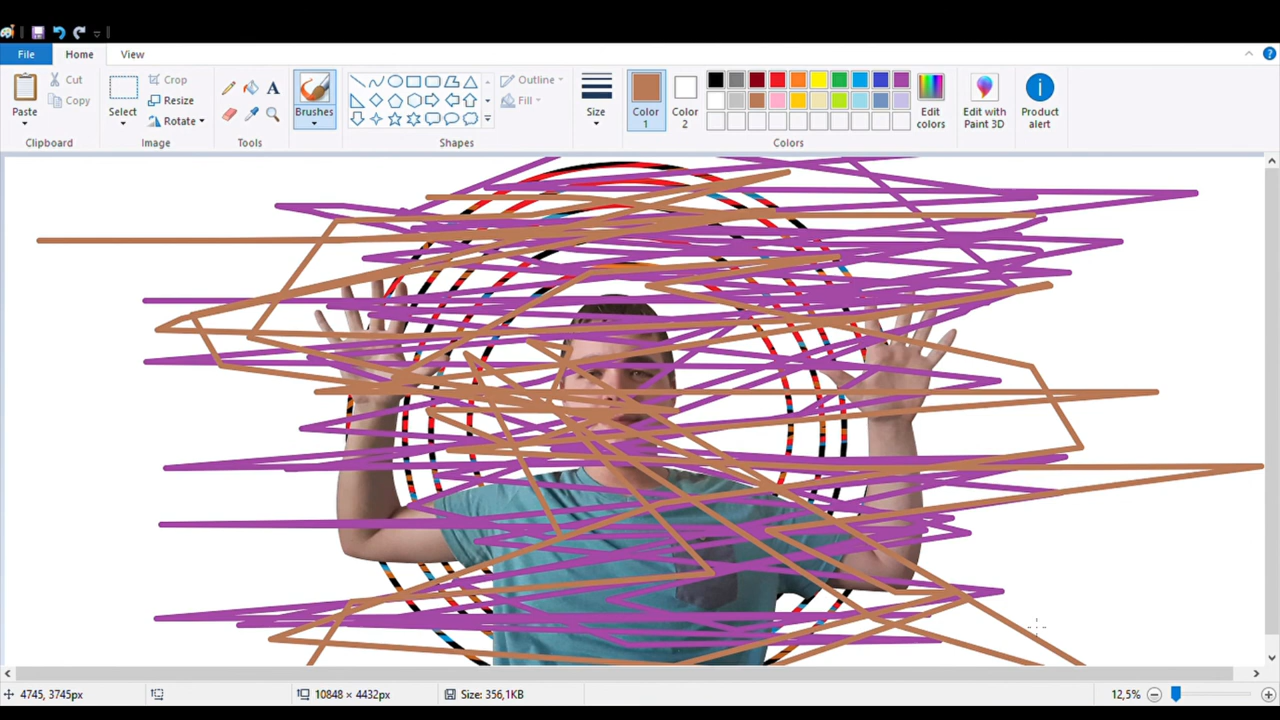 File Home View
Paste Cut Copy Clipboard
Select Crop Resize Rotate Image
A Tools
Brushes
Shapes Outline Fill
Size
Color 1 Color 2 Edit colors Colors
Edit with Paint 3D
Product alert
4745, 3745px 10848 × 4432px Size: 356,1KB 12,5%